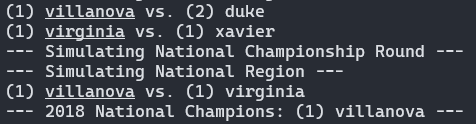 (1) villanova vs. (2) duke
(1) virginia vs. (1) xavier
--- Simulating National Championship Round ---
--- Simulating National Region ---
(1) villanova vs. (1) virginia
--- 2018 National Champions: (1) villanova ---